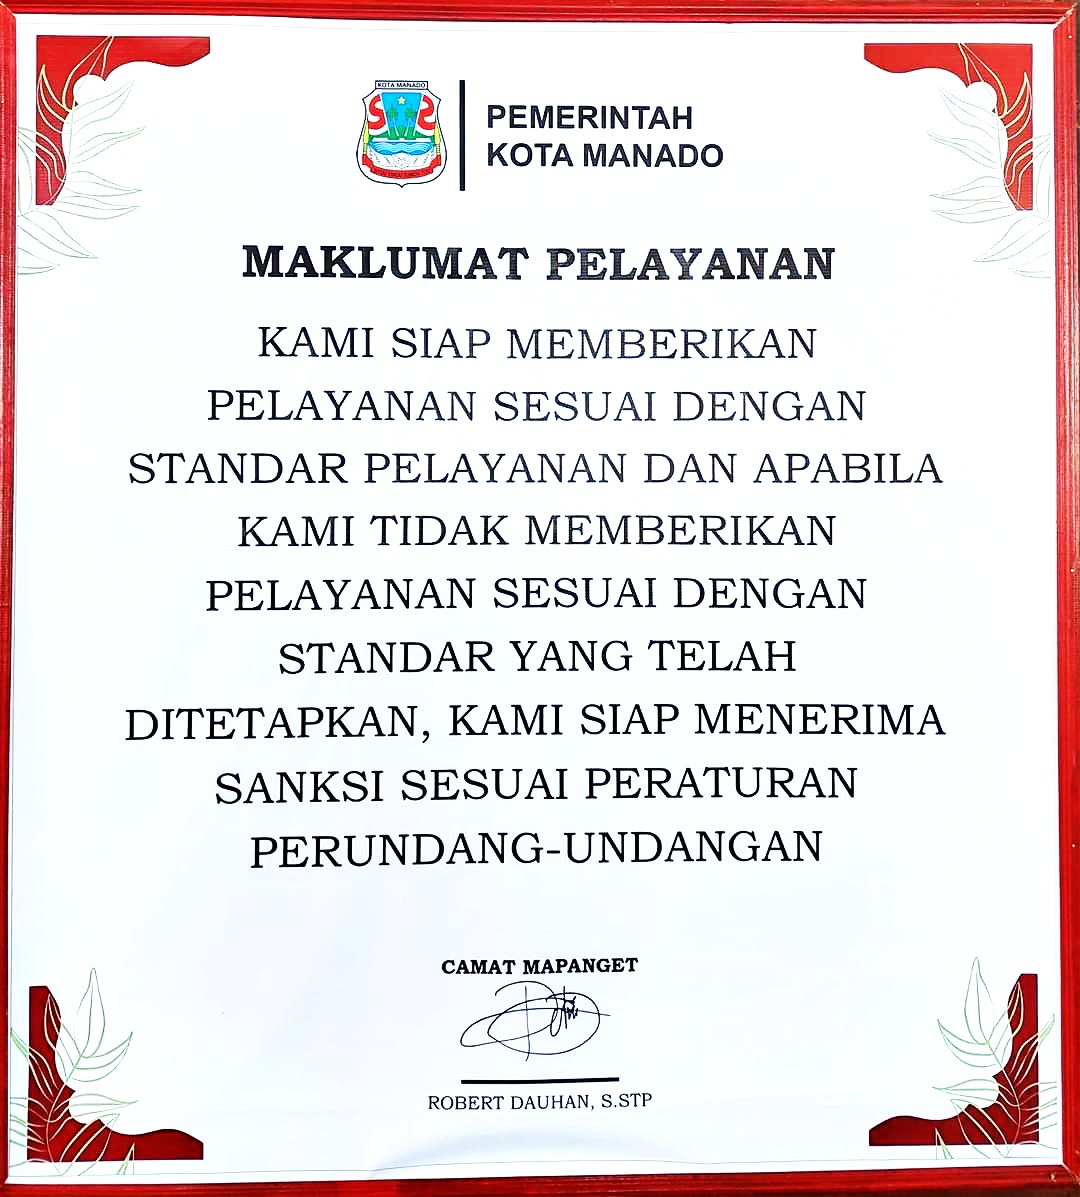 KOTA MANADO
PEMERINTAH
KOTA MANADO
MAKLUMAT PELAYANAN
KAMI SIAP MEMBERIKAN
PELAYANAN SESUAI DENGAN
STANDAR PELAYANAN DAN APABILA
KAMI TIDAK MEMBERIKAN
PELAYANAN SESUAI DENGAN
STANDAR YANG TELAH
DITETAPKAN, KAMI SIAP MENERIMA
SANKSI SESUAI PERATURAN
PERUNDANG-UNDANGAN
CAMAT MAPANGET
ROBERT DAUHAN, S.STP